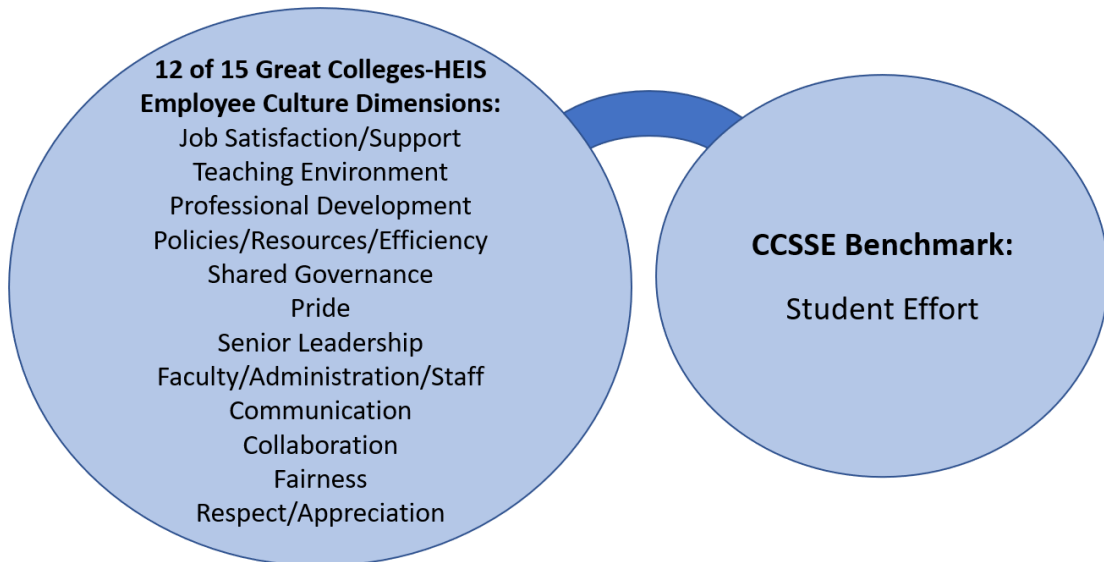 12 of 15 Great Colleges-HEIS
Employee Culture Dimensions:
Job Satisfaction/Support
Teaching Environment
Professional Development
Policies/Resources/Efficiency
Shared Governance
Pride
Senior Leadership
Faculty/Administration/Staff
Communication
Collaboration
Fairness
Respect/Appreciation
CCSSE Benchmark:
Student Effort